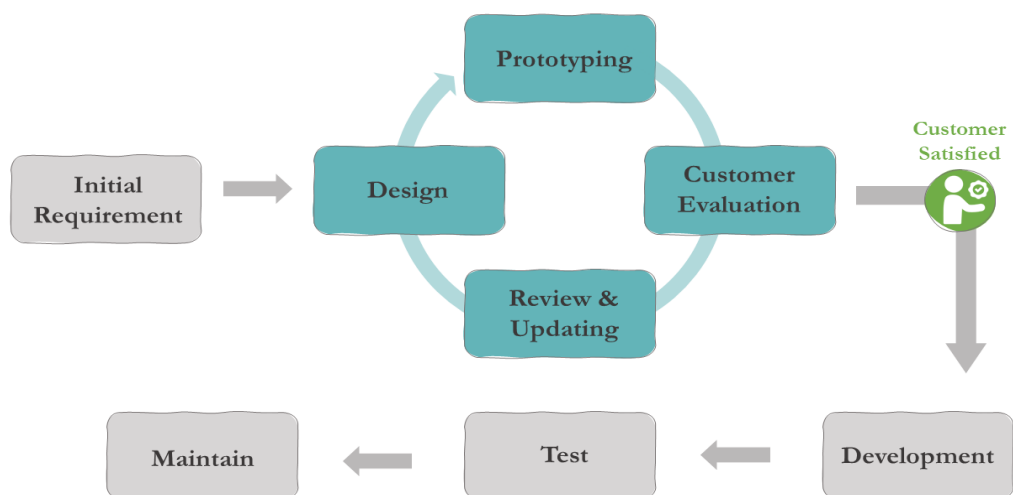 Initial
Requirement
Design
Prototyping
Customer
Evaluation
Review &
Updating
Customer
Satisfied
Development
Test
Maintain